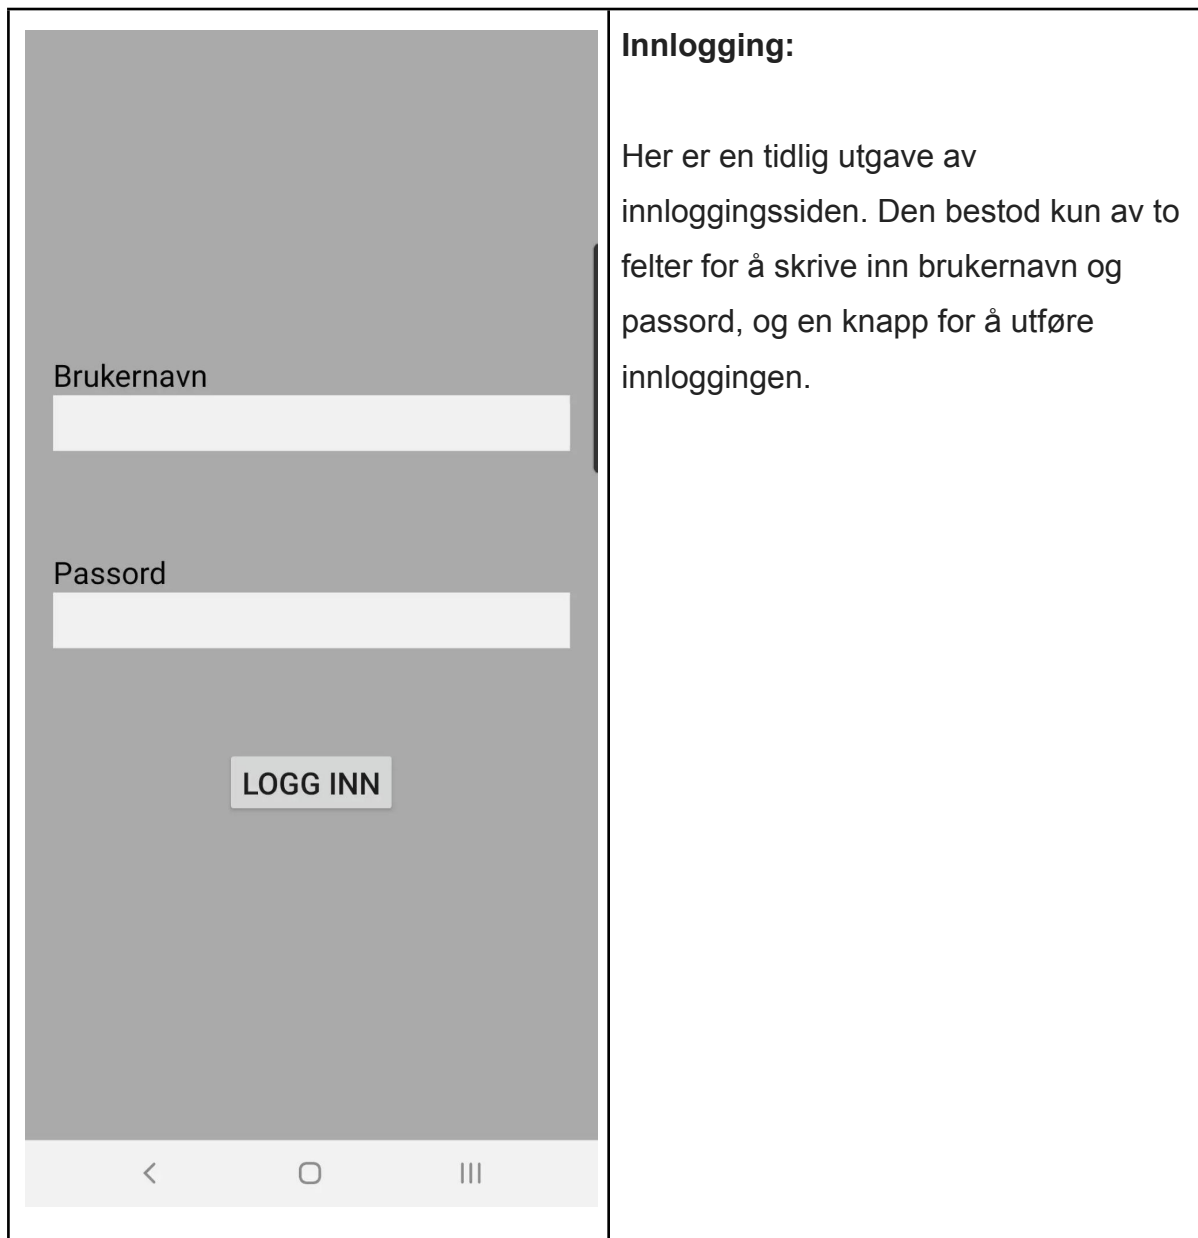 Brukernavn
Passord
LOGG INN
Innlogging:
Her er en tidlig utgave av
innloggingssiden. Den bestod kun av to
felter for å skrive inn brukernavn og
passord, og en knapp for å utføre
innloggingen.